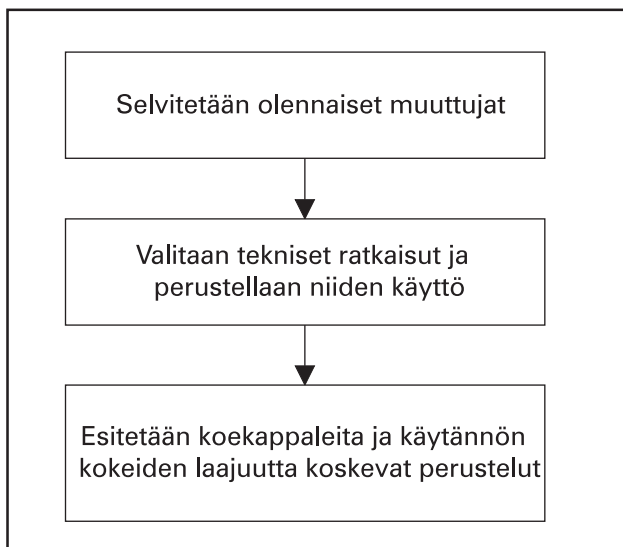 Selvitetään olennaiset muuttujat
Valitaan tekniset ratkaisut ja
perustellaan niiden käyttö
Esitetään koekappaleita ja käytännön
kokeiden laajuutta koskevat perustelut